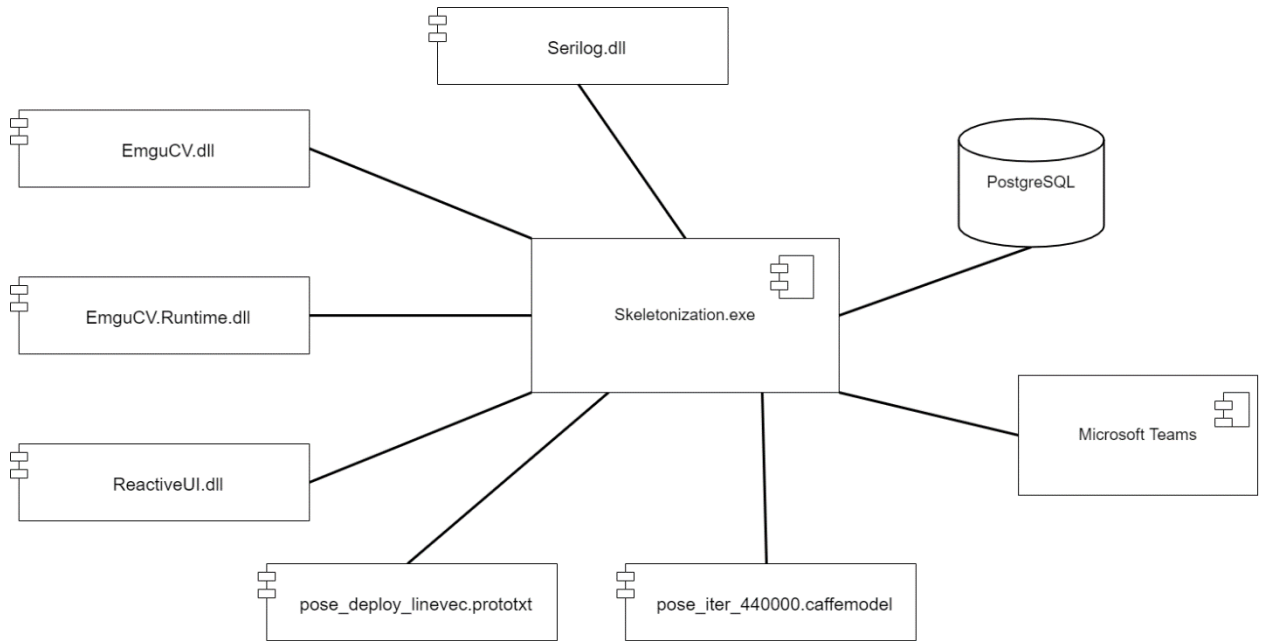 Serilog.dll
EmguCV.dll
PostgreSQL
EmguCV.Runtime.dll
Skeletonization.exe
Microsoft Teams
ReactiveUI.dll
pose_deploy_linevec.prototxt
pose_iter_440000.caffemodel